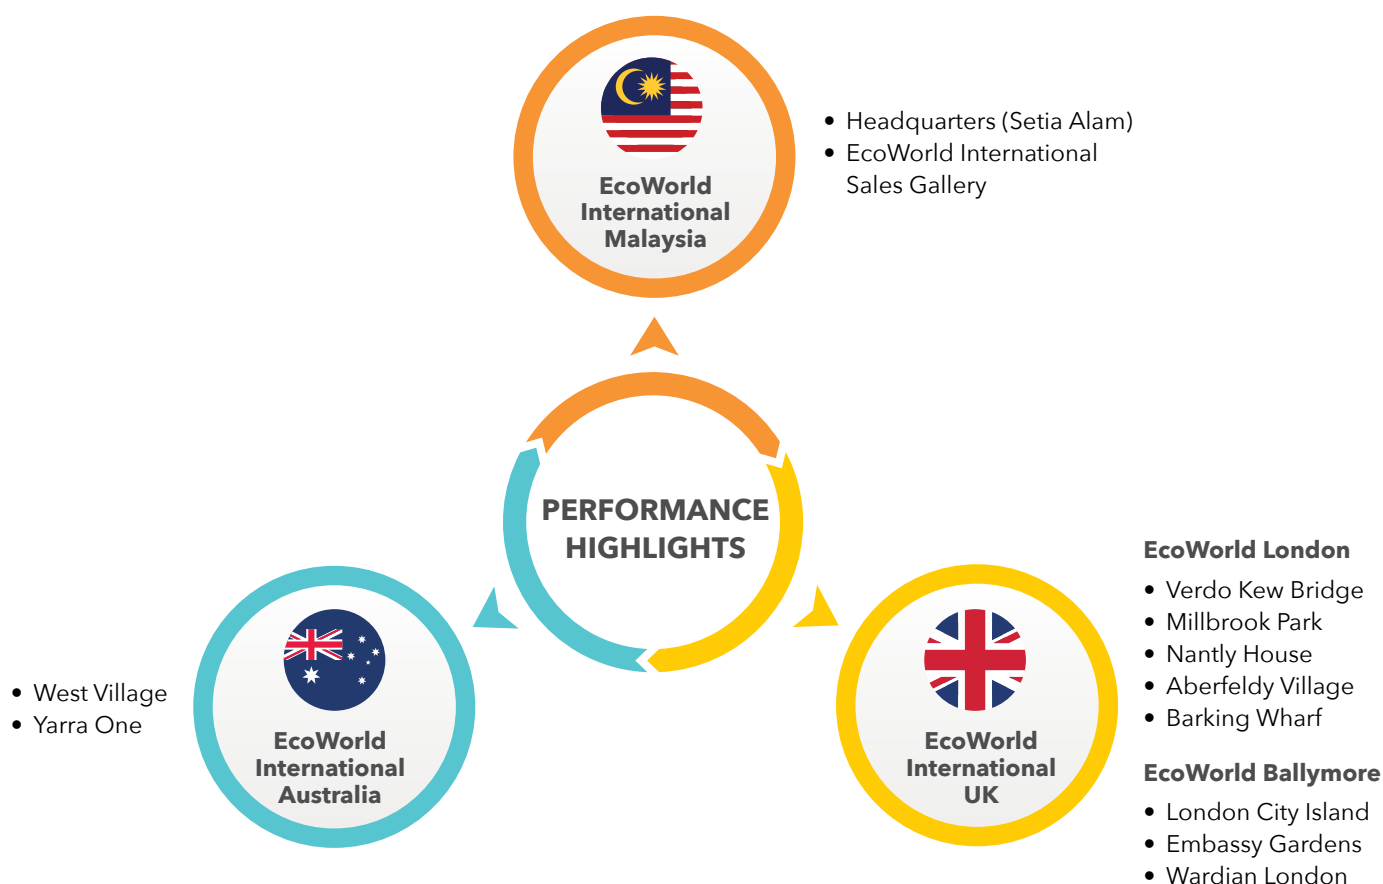 EcoWorld
International
Malaysia
• Headquarters (Setia Alam)
• EcoWorld International
Sales Gallery
PERFORMANCE
HIGHLIGHTS
• West Village
• Yarra One
EcoWorld
International
Australia
EcoWorld
International
UK
EcoWorld London
• Verdo Kew Bridge
• Millbrook Park
• Nantly House
• Aberfeldy Village
• Barking Wharf
EcoWorld Ballymore
• London City Island
• Embassy Gardens
• Wardian London